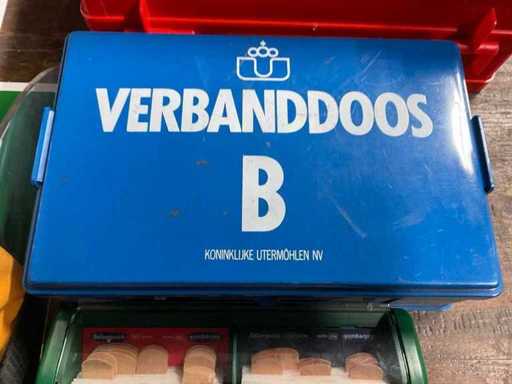 VERBANDDOOS
B
KONINKLIJKE UTERMÖHLEN NV